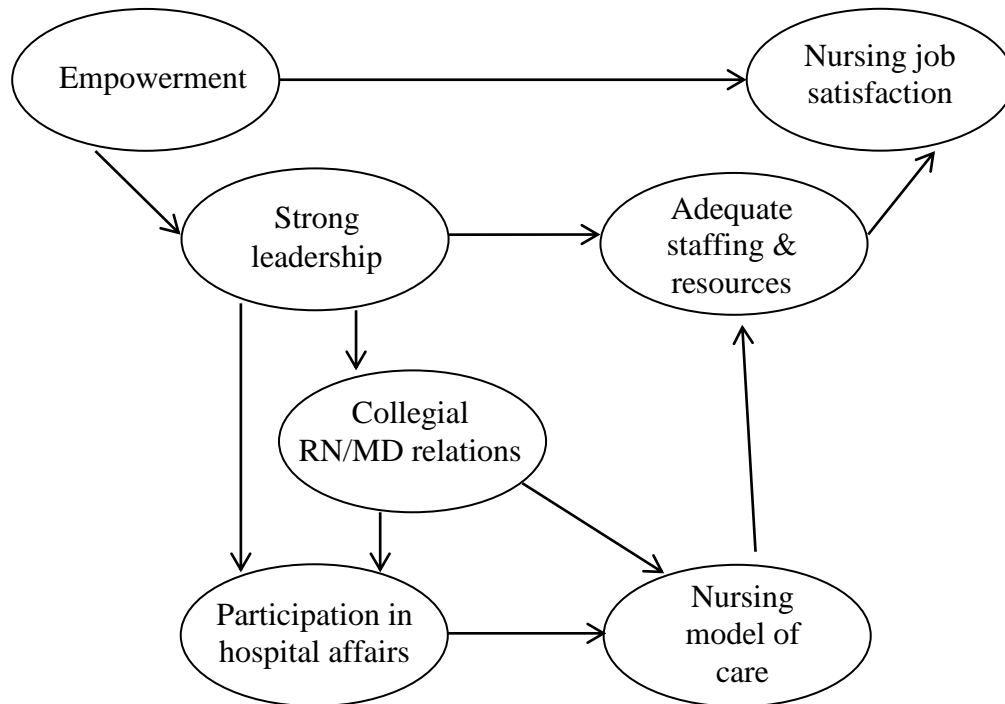 Empowerment
Nursing job
satisfaction
Strong
leadership
Adequate
staffing &
resources
Collegial
RN/MD relations
Participation in
hospital affairs
Nursing
model of
care